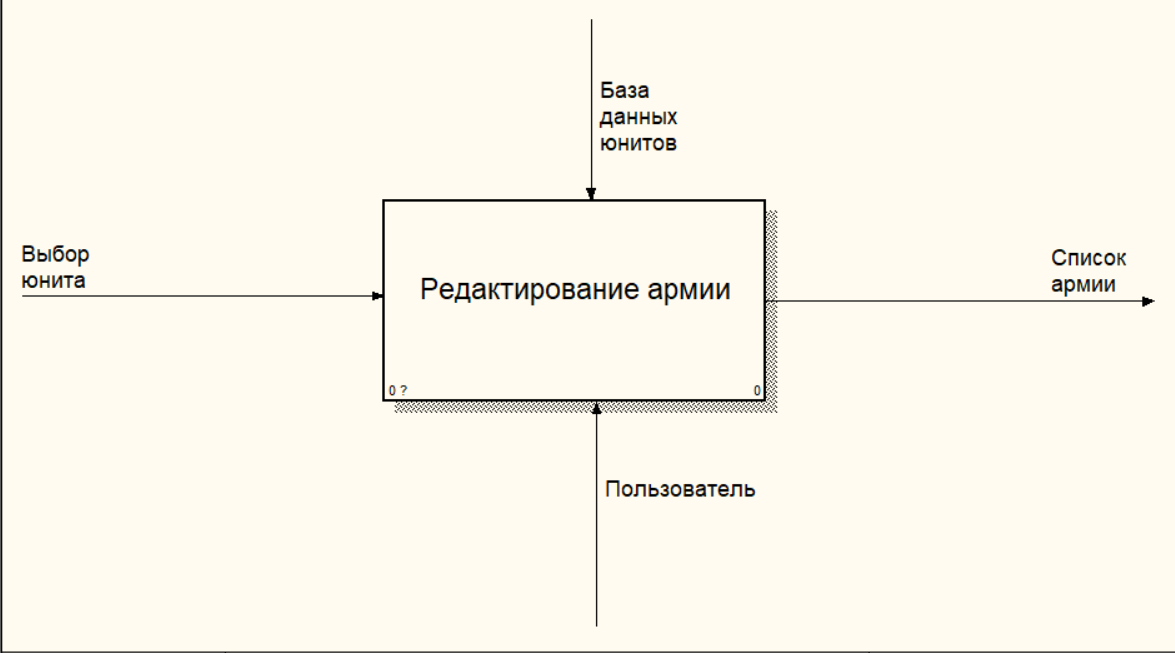 База
данных
юнитов
Выбор
юнита
Редактирование армии
Список
армии
0 ?
0
Пользователь